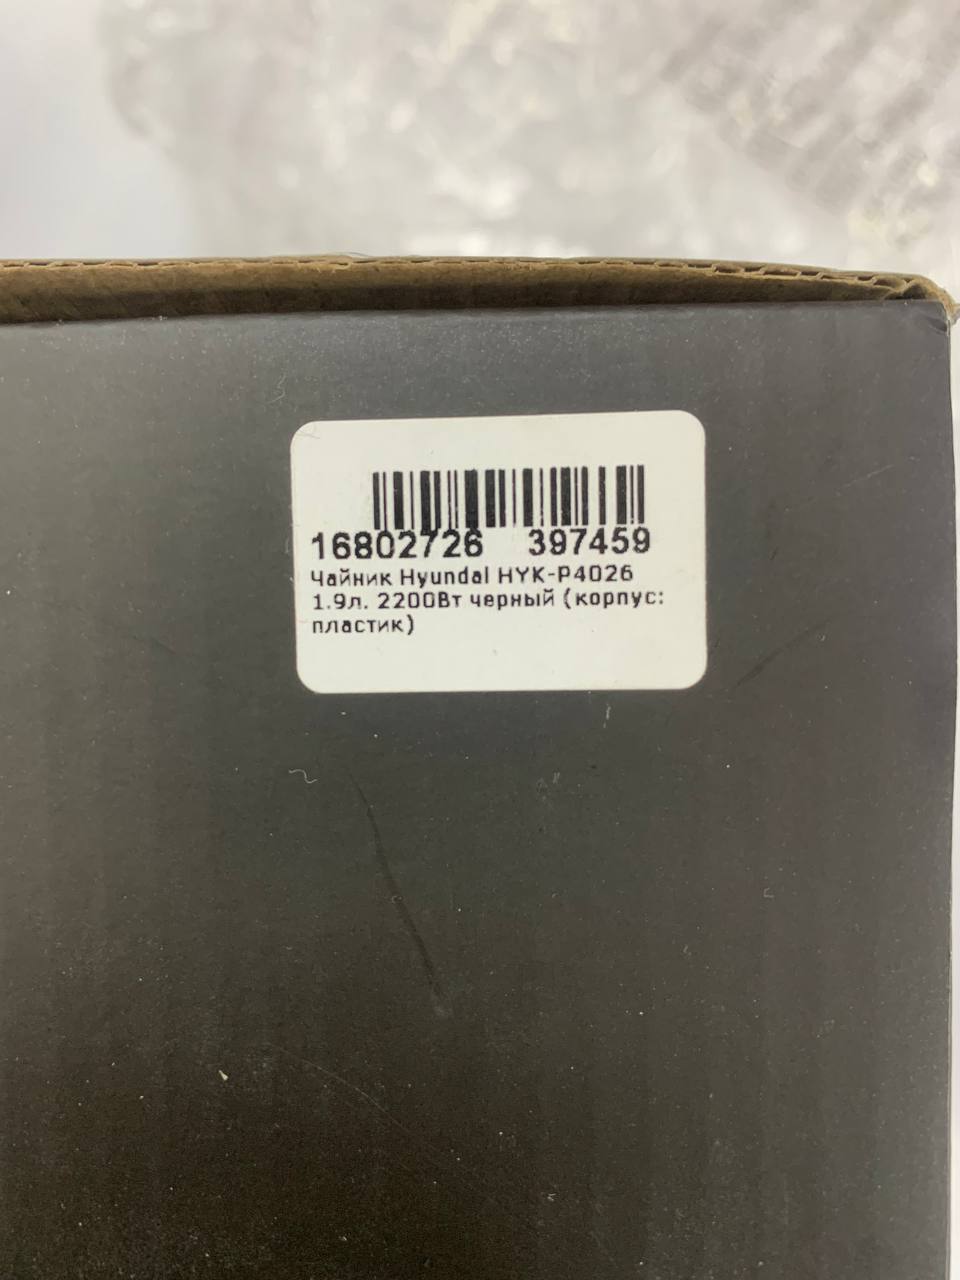 16802726 397459
Чайник Hyundai HYK-P4026
1.9л. 2200Вт черный (корпус:
пластик)